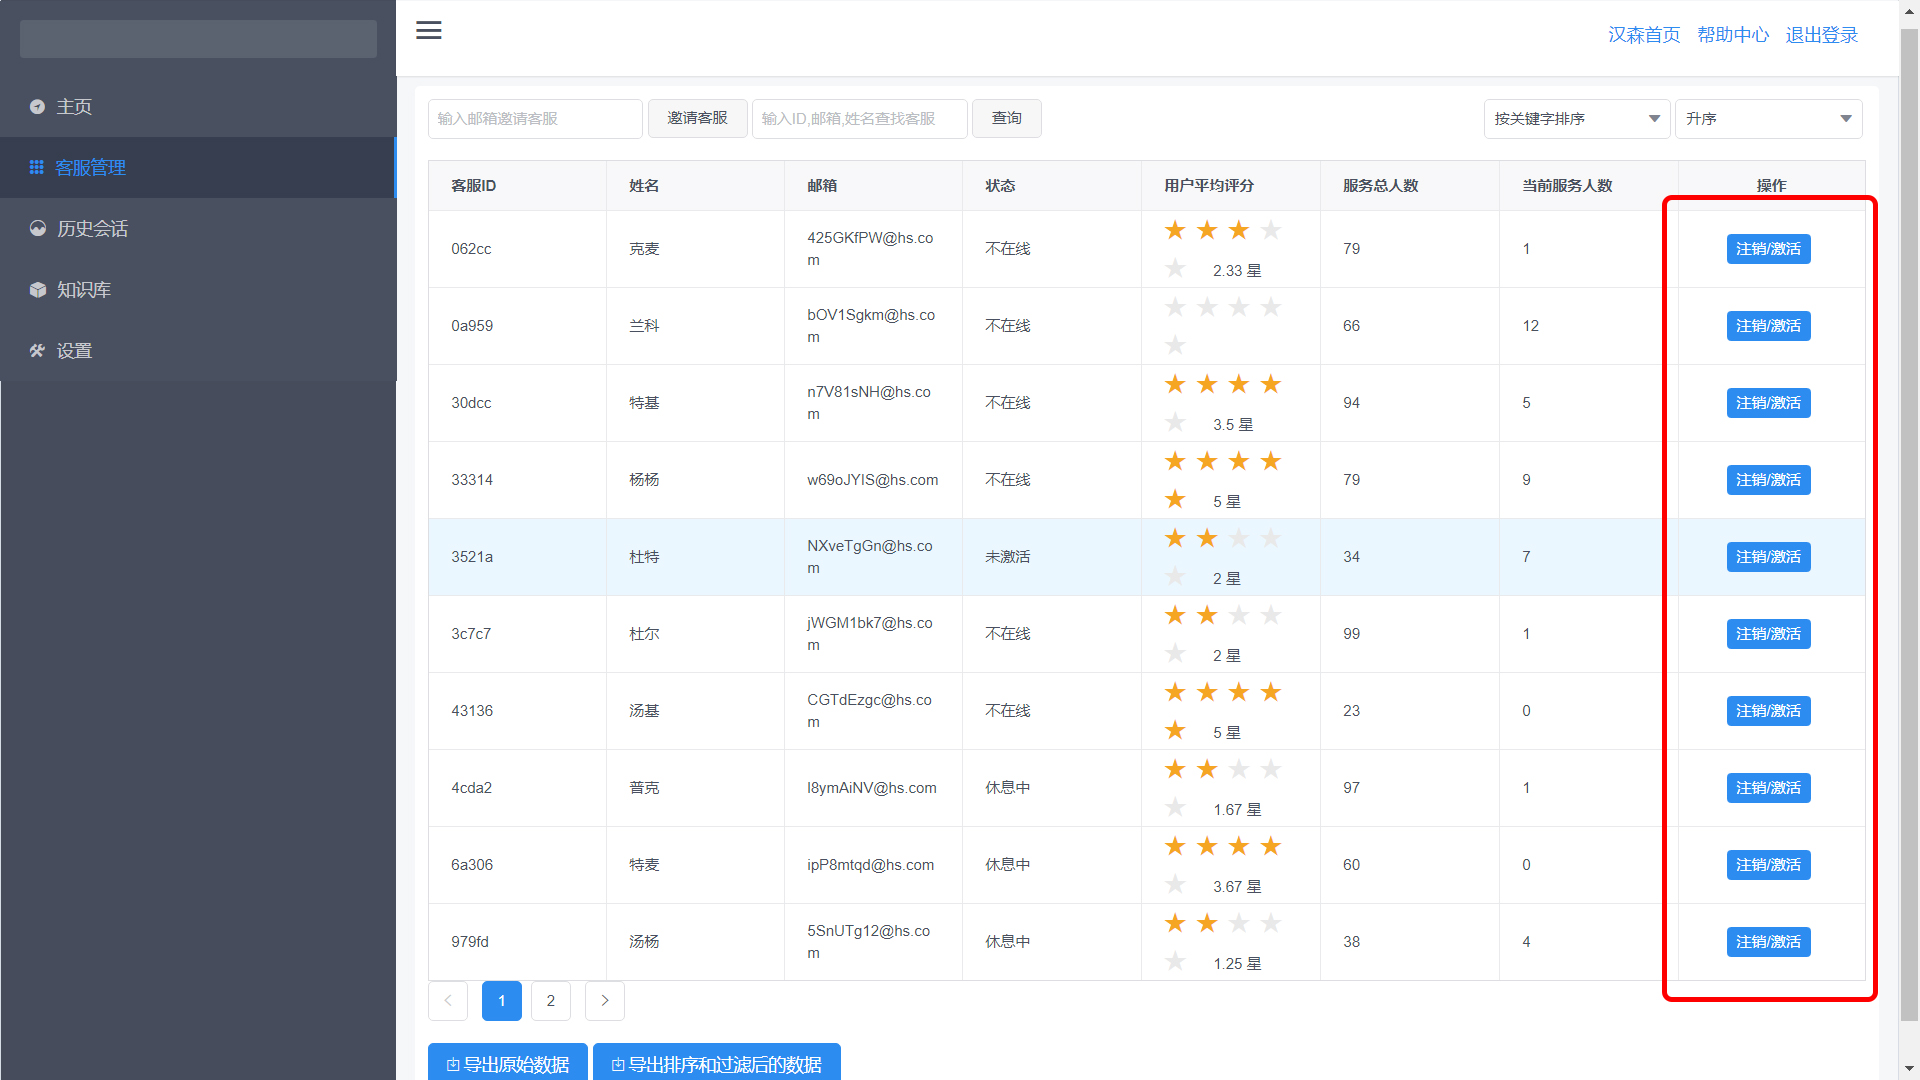 汉森首页 帮助中心 退出登录
主页
客服管理
历史会话
知识库
设置
输入邮箱邀请客服 邀请客服 输入ID,邮箱,姓名查找客服 查询 按关键字排序 升序
客服ID 姓名 邮箱 状态 用户平均评分 服务总人数 当前服务人数 操作
062cc 克麦 425GKfPW@hs.co
m 不在线 2.33 星 79 1 注销/激活
0a959 兰科 bOV1Sgkm@hs.co
m 不在线 66 12 注销/激活
30dcc 特基 n7V81sNH@hs.co
m 不在线 3.5 星 94 5 注销/激活
33314 杨杨 w69oJYIS@hs.com 不在线 5 星 79 9 注销/激活
3521a 杜特 NXveTgGn@hs.co
m 未激活 2 星 34 7 注销/激活
3c7c7 杜尔 jWGM1bk7@hs.co
m 不在线 2 星 99 1 注销/激活
43136 汤基 CGTdEzgc@hs.co
m 不在线 5 星 23 0 注销/激活
4cda2 普克 l8ymAiNV@hs.com 休息中 1.67 星 97 1 注销/激活
6a306 特麦 ipP8mtqd@hs.com 休息中 3.67 星 60 0 注销/激活
979fd 汤杨 5SnUTg12@hs.co
m 休息中 1.25 星 38 4 注销/激活
1 2
导出原始数据 导出排序和过滤后的数据